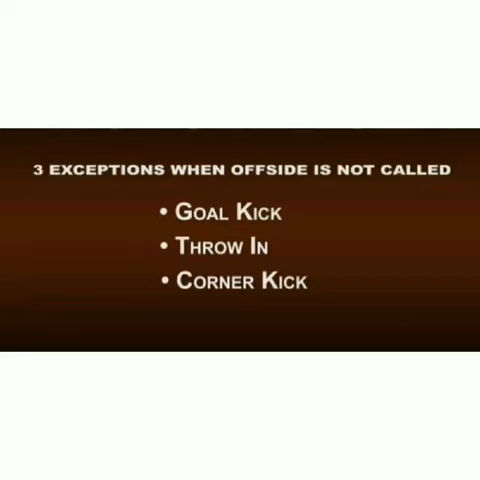 3 EXCEPTIONS WHEN OFFSIDE IS NOT CALLED
• GOAL KICK
• THROW IN
• CORNER KICK